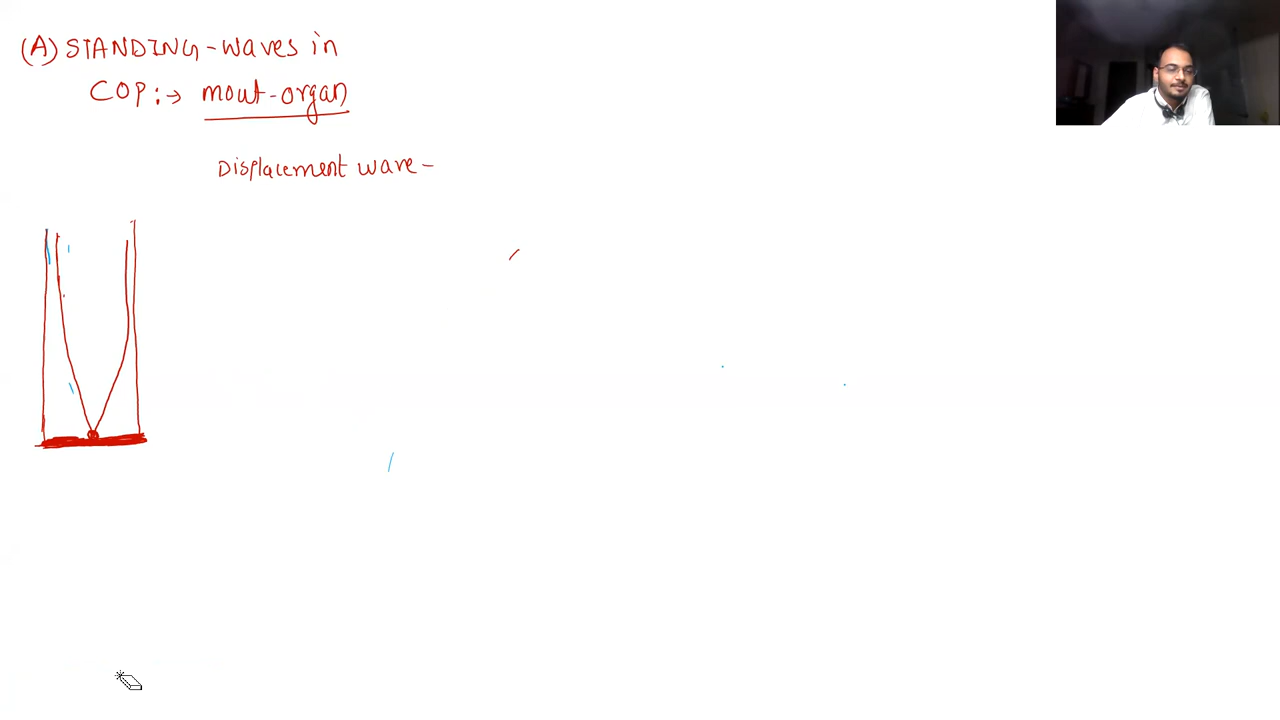 (A) STANDING-waves in
COP:→ mout-organ
Displacement wave-